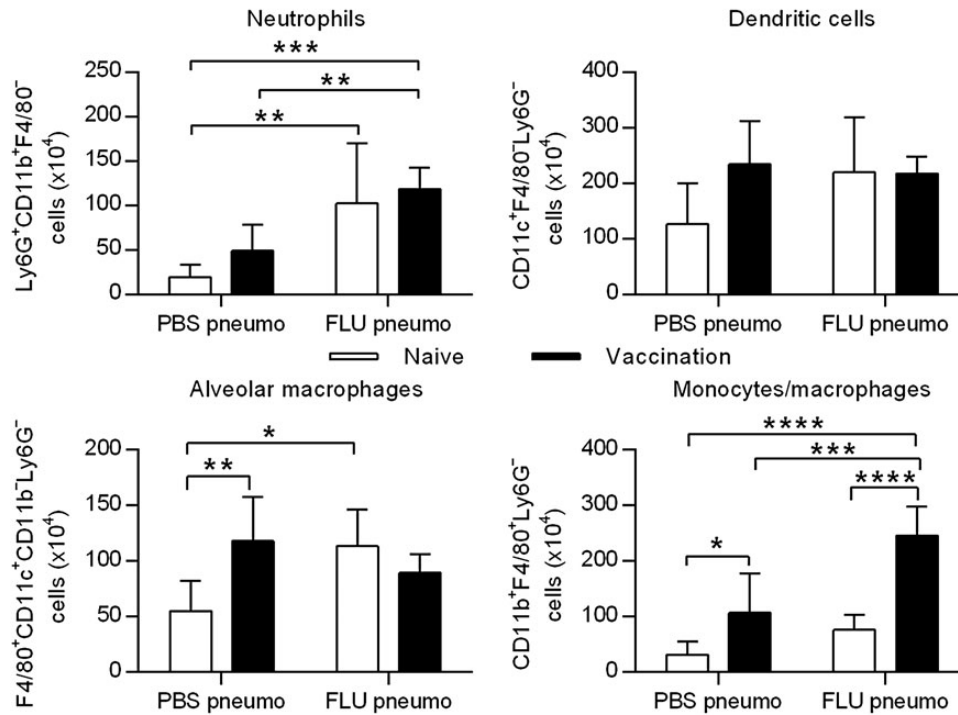 Neutrophils
Ly6G⁺CD11b⁺F4/80⁻
cells (x10⁴)
250
200
150
100
50
0
***
**
**
PBS pneumo
FLU pneumo
Dendritic cells
CD11c⁺F4/80⁻Ly6G⁻
cells (x10⁴)
400
300
200
100
0
PBS pneumo
FLU pneumo
Naive
Vaccination
Alveolar macrophages
F4/80⁺CD11c⁺CD11b⁻Ly6G⁻
cells (x10⁴)
200
150
100
50
0
*
**
PBS pneumo
FLU pneumo
Monocytes/macrophages
CD11b⁺F4/80⁺Ly6G⁻
cells (x10⁴)
400
300
200
100
0
****
***
****
*
PBS pneumo
FLU pneumo